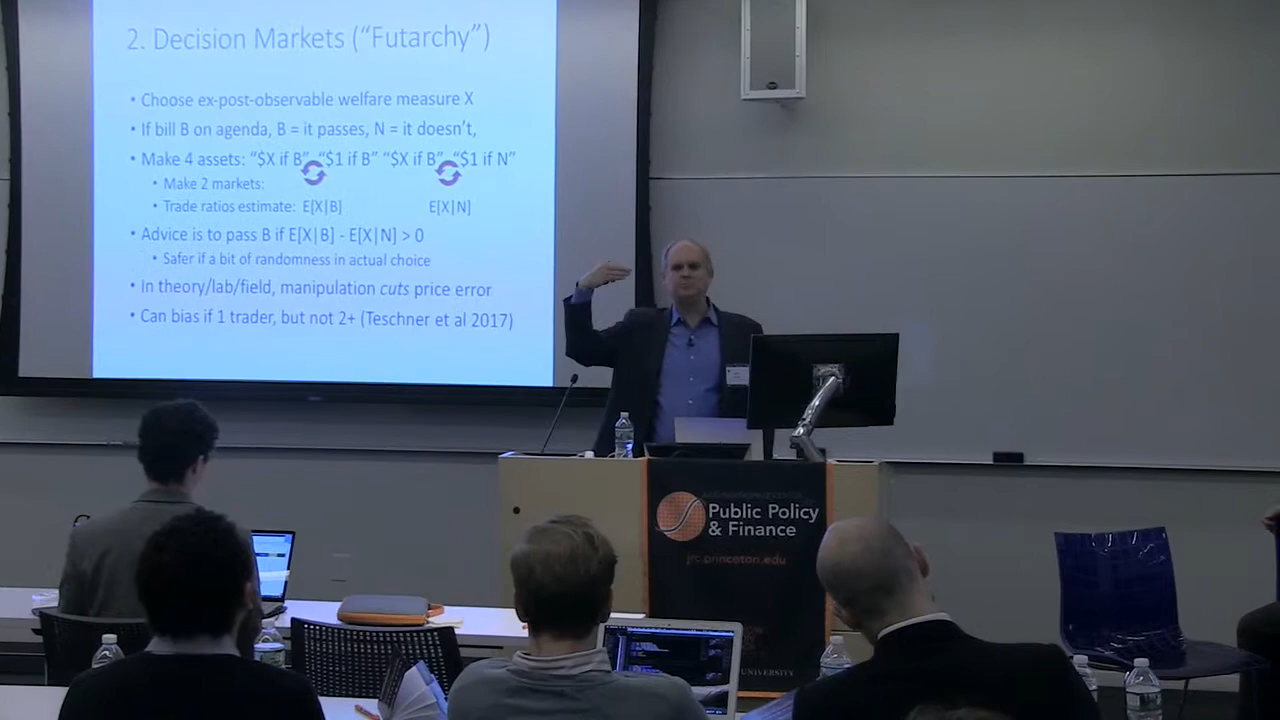 2. Decision Markets ("Futarchy")
• Choose ex-post-observable welfare measure X
• If bill B on agenda, B = it passes, N = it doesn't,
• Make 4 assets: "$X if B" "$1 if B" "$X if B" "$1 if N"
• Make 2 markets:
• Trade ratios estimate: E[X|B] E[X|N]
• Advice is to pass B if E[X|B] - E[X|N] > 0
• Safer if a bit of randomness in actual choice
• In theory/lab/field, manipulation cuts price error
• Can bias if 1 trader, but not 2+ (Teschner et al 2017)
Public Policy
& Finance
jrc.princeton.edu
UNIVERSITY